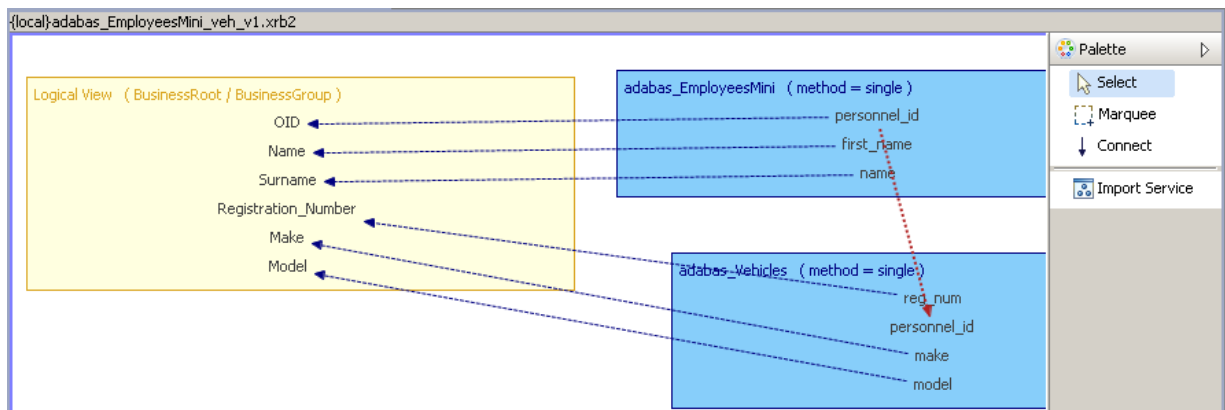 {local}adabas_EmployeesMini_veh_v1.xrb2
Logical View ( BusinessRoot / BusinessGroup )
OID
Name
Surname
Registration_Number
Make
Model
adabas_EmployeesMini ( method = single )
personnel_id
first_name
name
adabas_Vehicles ( method = single )
reg_num
personnel_id
make
model
Palette
Select
Marquee
Connect
Import Service